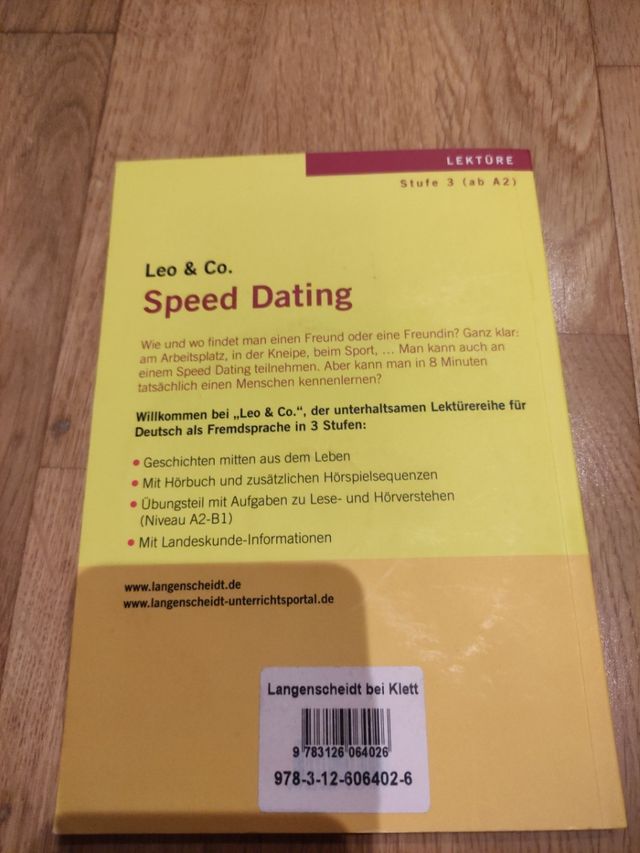 LEKTÜRE
Stufe 3 (ab A2)
Leo & Co.
Speed Dating
Wie und wo findet man einen Freund oder eine Freundin? Ganz klar:
am Arbeitsplatz, in der Kneipe, beim Sport, ... Man kann auch an
einem Speed Dating teilnehmen. Aber kann man in 8 Minuten
tatsächlich einen Menschen kennenlernen?
Willkommen bei „Leo & Co.", der unterhaltsamen Lektürereihe für
Deutsch als Fremdsprache in 3 Stufen:
• Geschichten mitten aus dem Leben
• Mit Hörbuch und zusätzlichen Hörspielsequenzen
• Übungsteil mit Aufgaben zu Lese- und Hörverstehen
(Niveau A2-B1)
• Mit Landeskunde-Informationen
www.langenscheidt.de
www.langenscheidt-unterrichtsportal.de
Langenscheidt bei Klett
9 783126 064026
978-3-12-606402-6